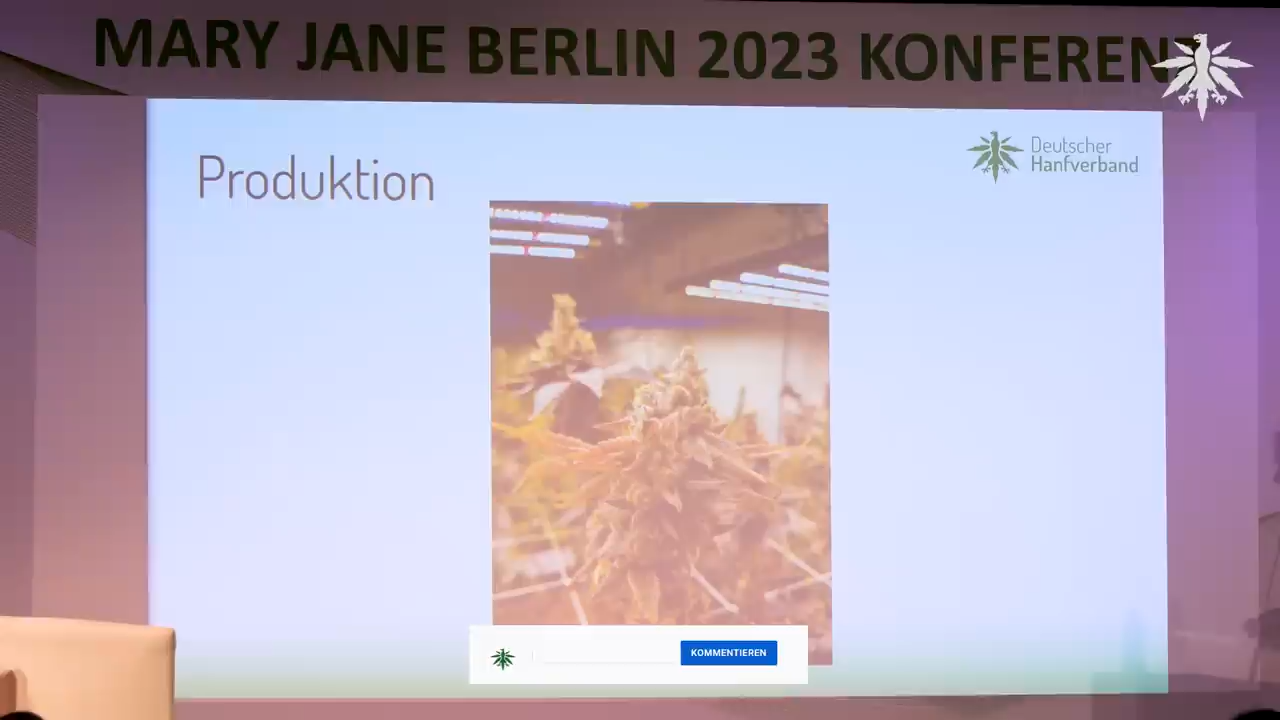 MARY JANE BERLIN 2023 KONFEREN
Produktion
Deutscher
Hanfverband
KOMMENTIEREN